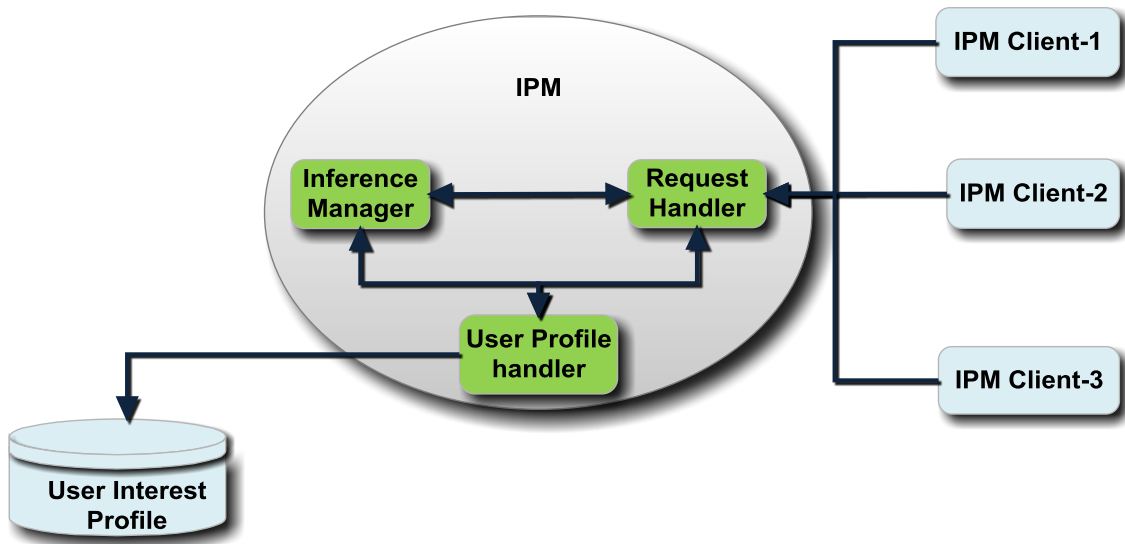 IPM
IPM Client-1
Inference
Manager
Request
Handler
IPM Client-2
User Profile
handler
IPM Client-3
User Interest
Profile